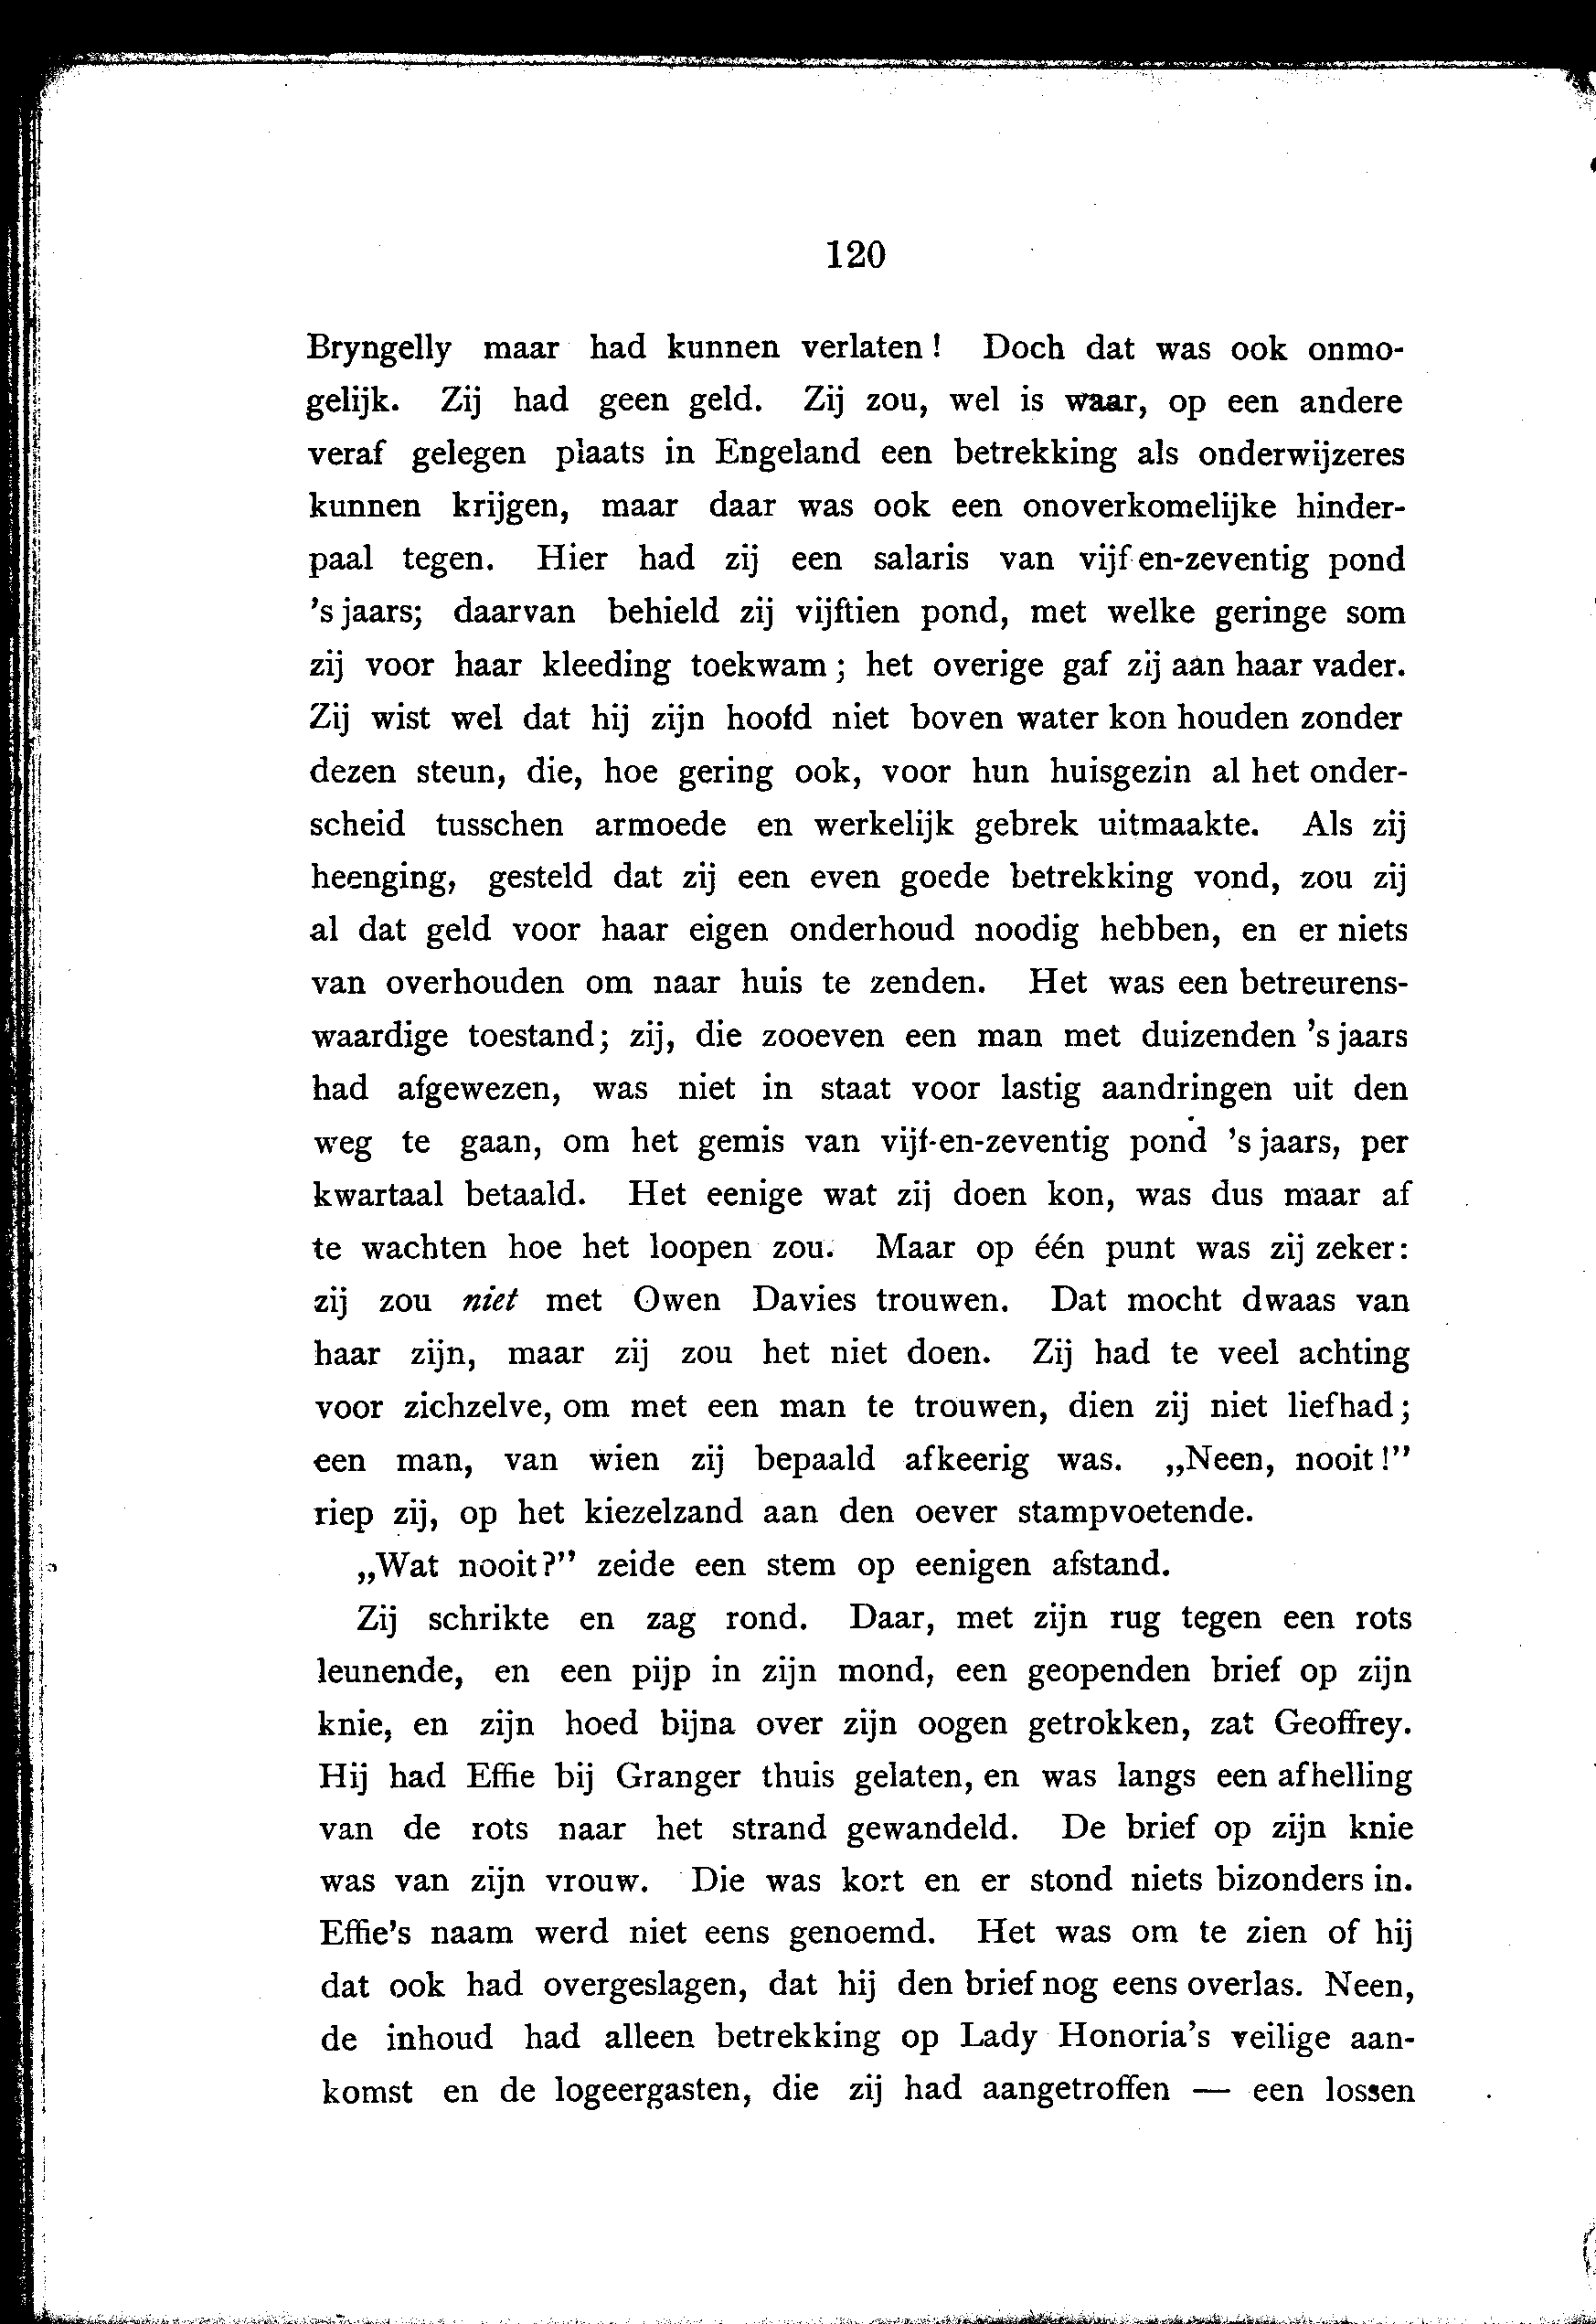 120
Bryngelly maar had kunnen verlaten! Doch dat was ook onmo-
gelijk. Zij had geen geld. Zij zou, wel is waar, op een andere
veraf gelegen plaats in Engeland een betrekking als onderwijzeres
kunnen krijgen, maar daar was ook een onoverkomelijke hinder-
paal tegen. Hier had zij een salaris van vijf en-zeventig pond
's jaars; daarvan behield zij vijftien pond, met welke geringe som
zij voor haar kleeding toekwam; het overige gaf zij aan haar vader.
Zij wist wel dat hij zijn hoofd niet boven water kon houden zonder
dezen steun, die, hoe gering ook, voor hun huisgezin al het onder-
scheid tusschen armoede en werkelijk gebrek uitmaakte. Als zij
heenging, gesteld dat zij een even goede betrekking vond, zou zij
al dat geld voor haar eigen onderhoud noodig hebben, en er niets
van overhouden om naar huis te zenden. Het was een betreurens-
waardige toestand; zij, die zooeven een man met duizenden 's jaars
had afgewezen, was niet in staat voor lastig aandringen uit den
weg te gaan, om het gemis van vijf-en-zeventig pond 's jaars, per
kwartaal betaald. Het eenige wat zij doen kon, was dus maar af
te wachten hoe het loopen zou. Maar op één punt was zij zeker:
zij zou niet met Owen Davies trouwen. Dat mocht dwaas van
haar zijn, maar zij zou het niet doen. Zij had te veel achting
voor zichzelve, om met een man te trouwen, dien zij niet liefhad;
een man, van wien zij bepaald afkeerig was. „Neen, nooit!”
riep zij, op het kiezelzand aan den oever stampvoetende.
„Wat nooit?” zeide een stem op eenigen afstand.
Zij schrikte en zag rond. Daar, met zijn rug tegen een rots
leunende, en een pijp in zijn mond, een geopenden brief op zijn
knie, en zijn hoed bijna over zijn oogen getrokken, zat Geoffrey.
Hij had Effie bij Granger thuis gelaten, en was langs een afhelling
van de rots naar het strand gewandeld. De brief op zijn knie
was van zijn vrouw. Die was kort en er stond niets bizonders in.
Effie's naam werd niet eens genoemd. Het was om te zien of hij
dat ook had overgeslagen, dat hij den brief nog eens overlas. Neen,
de inhoud had alleen betrekking op Lady Honoria's veilige aan-
komst en de logeergasten, die zij had aangetroffen — een lossen